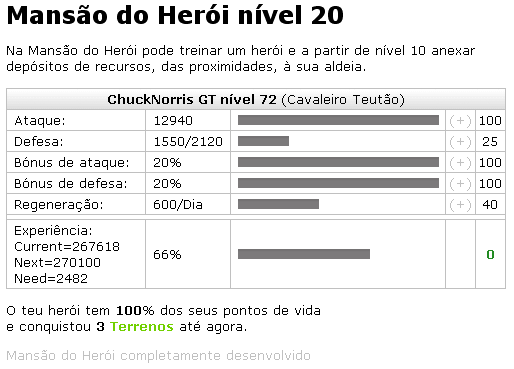 Mansão do Herói nível 20
Na Mansão do Herói pode treinar um herói e a partir de nível 10 anexar
depósitos de recursos, das proximidades, à sua aldeia.
ChuckNorris GT nível 72 (Cavaleiro Teutão)
Ataque: 12940 (+) 100
Defesa: 1550/2120 (+) 25
Bónus de ataque: 20% (+) 100
Bónus de defesa: 20% (+) 100
Regeneração: 600/Dia (+) 40
Experiência:
Current=267618
Next=270100
Need=2482
66% 0
O teu herói tem 100% dos seus pontos de vida
e conquistou 3 Terrenos até agora.
Mansão do Herói completamente desenvolvido